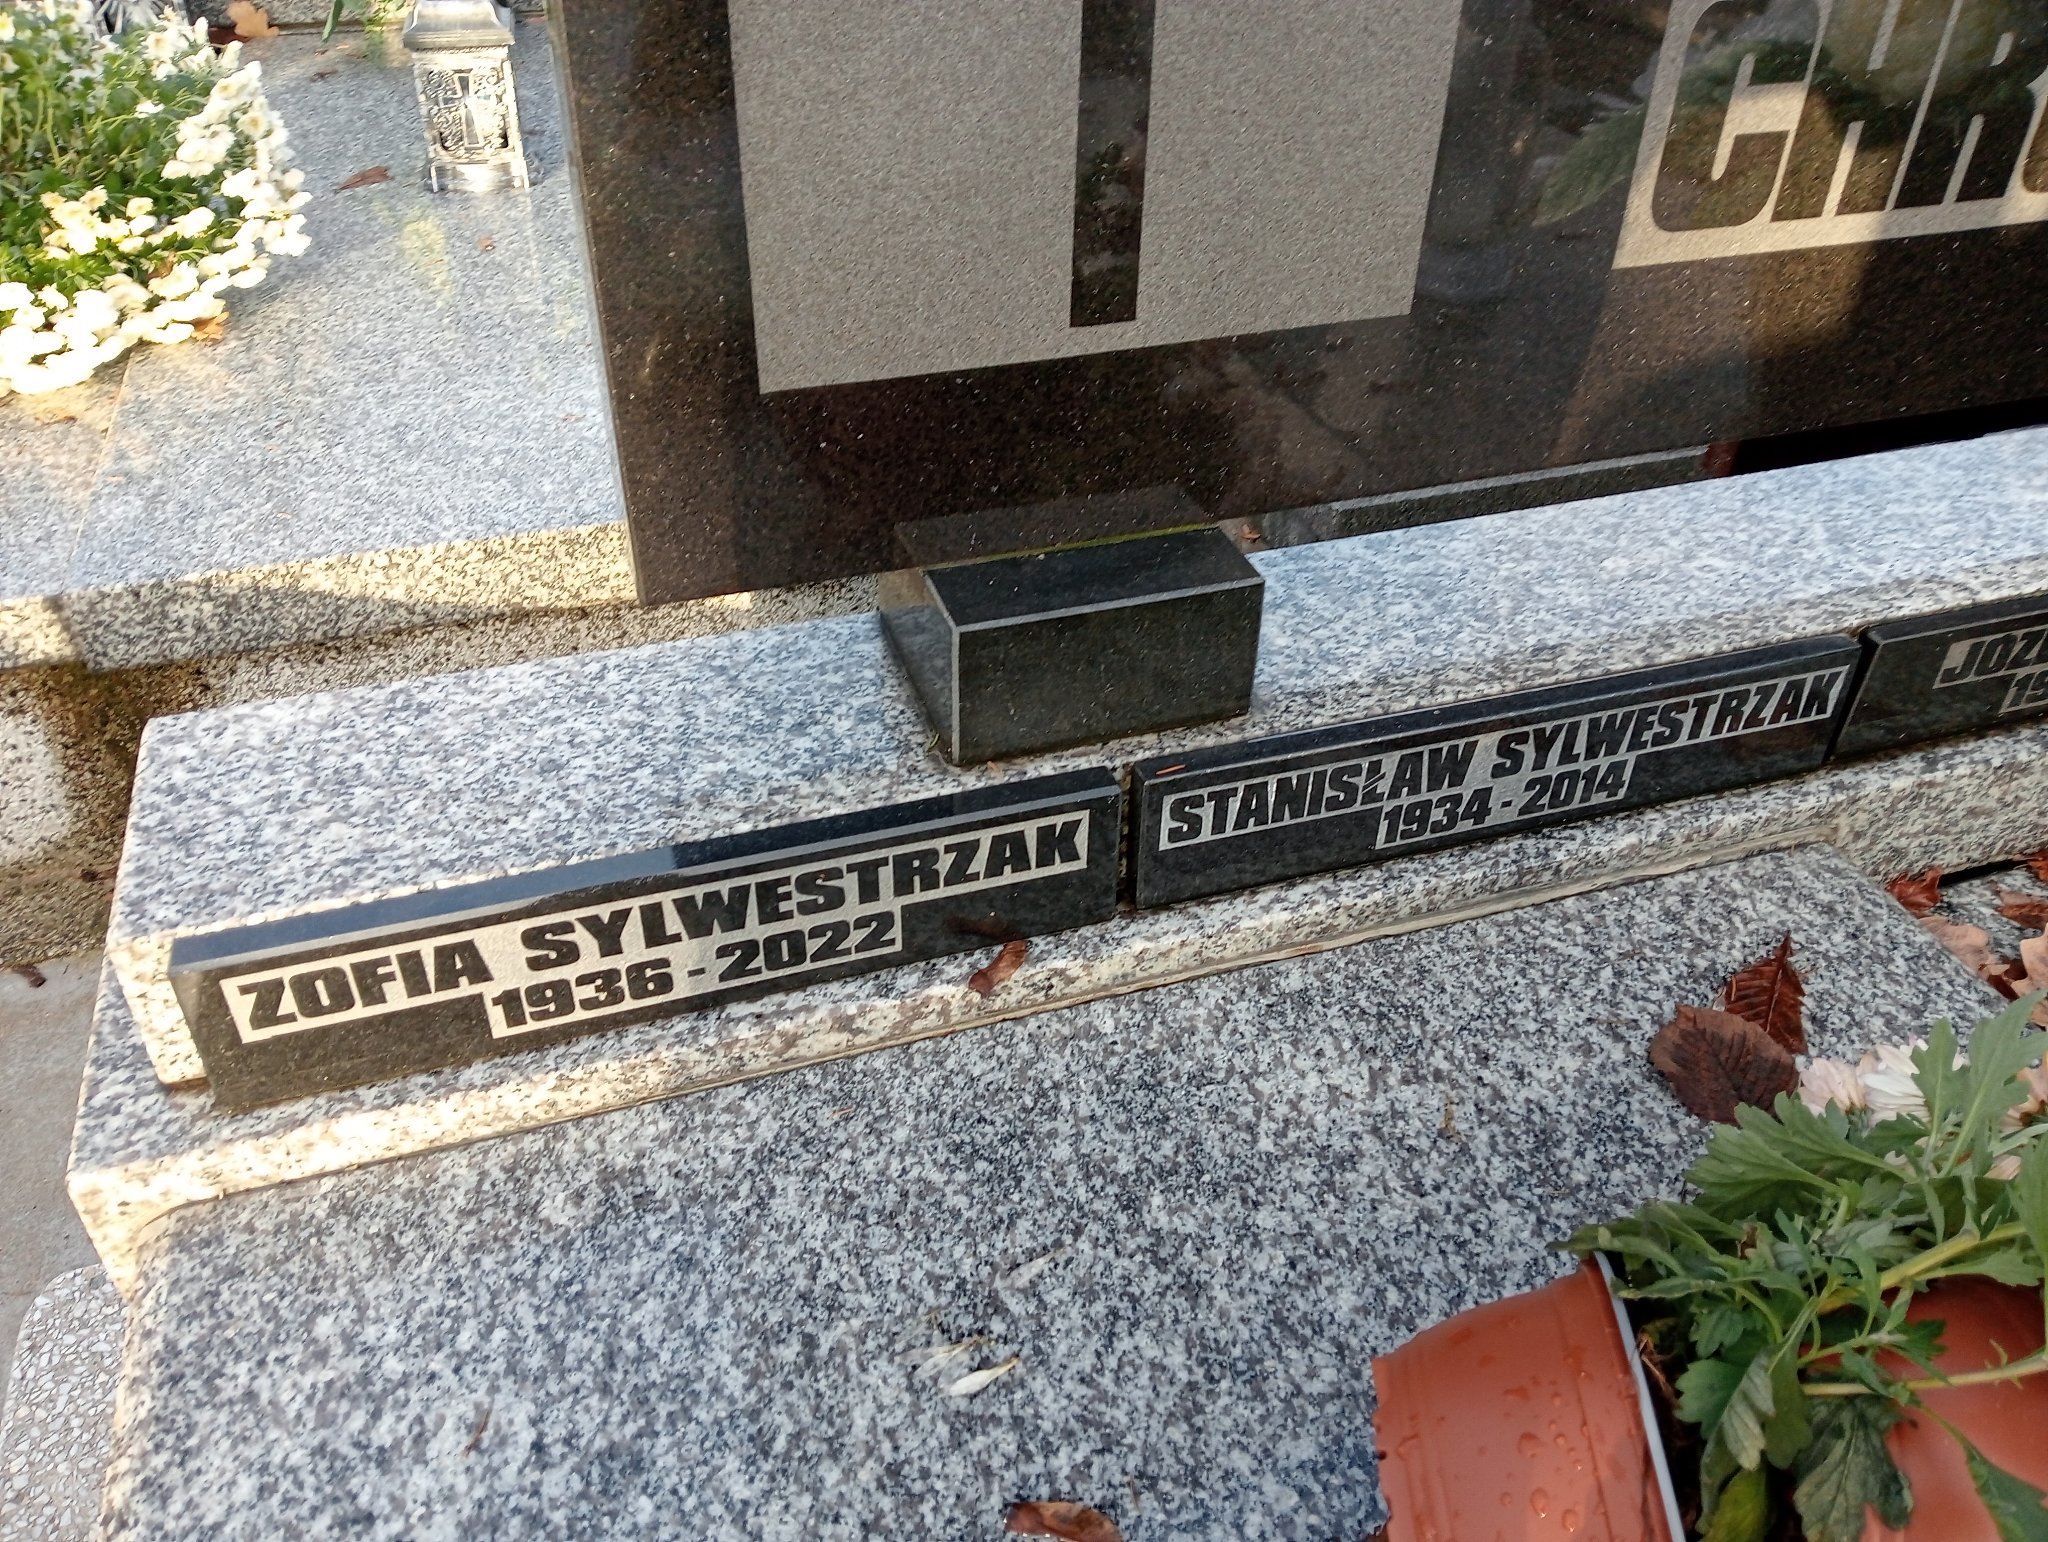 ZOFIA SYLWESTRZAK
1936 - 2022
STANISŁAW SYLWESTRZAK
1934 - 2014